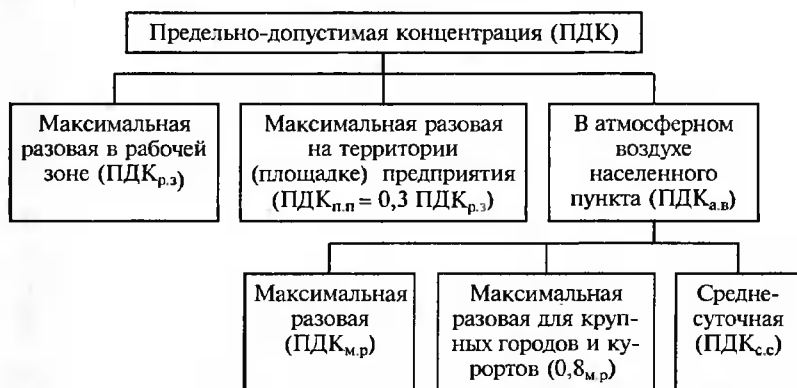 Предельно-допустимая концентрация (ПДК)
Максимальная
разовая в рабочей
зоне (ПДКр.з)
Максимальная разовая
на территории
(площадке) предприятия
(ПДКп.п = 0,3 ПДКр.з)
В атмосферном
воздухе
населенного
пункта (ПДКа.в)
Максимальная
разовая
(ПДКм.р)
Максимальная
разовая для круп-
ных городов и ку-
рортов (0,8м.р)
Средне-
суточная
(ПДКс.с)